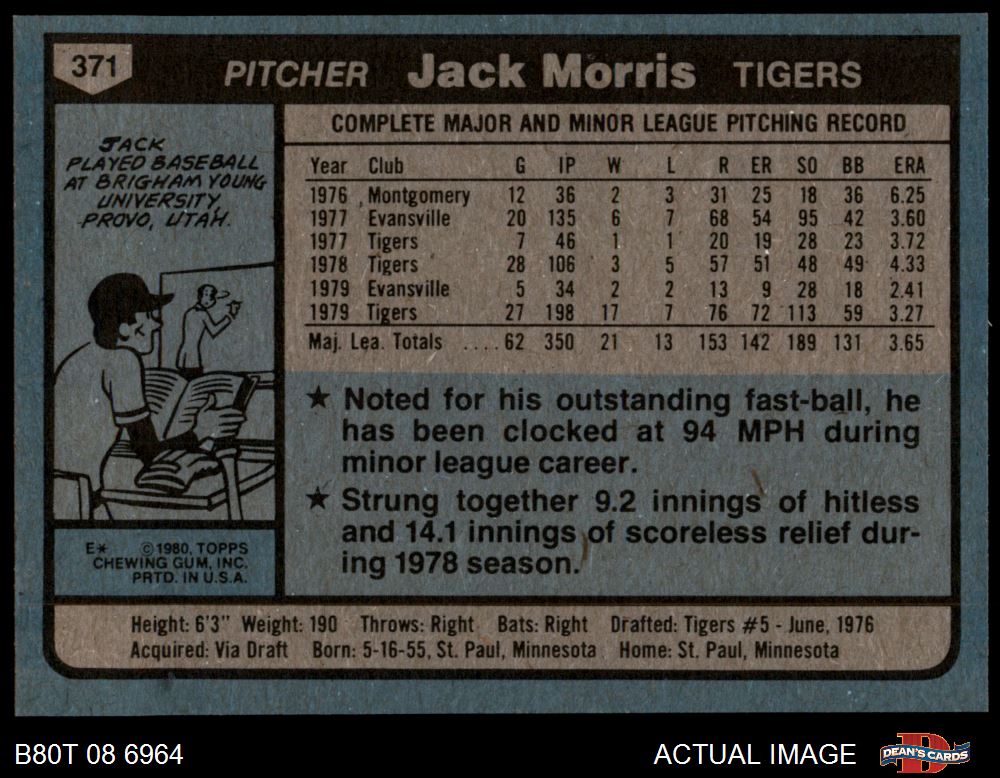 371 PITCHER Jack Morris TIGERS
JACK
PLAYED BASEBALL
AT BRIGHAM YOUNG
UNIVERSITY,
PROVO, UTAH.
COMPLETE MAJOR AND MINOR LEAGUE PITCHING RECORD
Year Club G IP W L R ER SO BB ERA
1976 Montgomery 12 36 2 3 31 25 18 36 6.25
1977 Evansville 20 135 6 7 68 54 95 42 3.60
1977 Tigers 7 46 1 1 20 19 28 23 3.72
1978 Tigers 28 106 3 5 57 51 48 49 4.33
1979 Evansville 5 34 2 2 13 9 28 18 2.41
1979 Tigers 27 198 17 7 76 72 113 59 3.27
Maj. Lea. Totals ....62 350 21 13 153 142 189 131 3.65
★ Noted for his outstanding fast-ball, he
has been clocked at 94 MPH during
minor league career.
★ Strung together 9.2 innings of hitless
and 14.1 innings of scoreless relief dur-
ing 1978 season.
E* © 1980, TOPPS
CHEWING GUM, INC.
PRTD. IN U.S.A.
Height: 6'3" Weight: 190 Throws: Right Bats: Right Drafted: Tigers #5 - June, 1976
Acquired: Via Draft Born: 5-16-55, St. Paul, Minnesota Home: St. Paul, Minnesota
B80T 08 6964 ACTUAL IMAGE DEAN'S CARDS